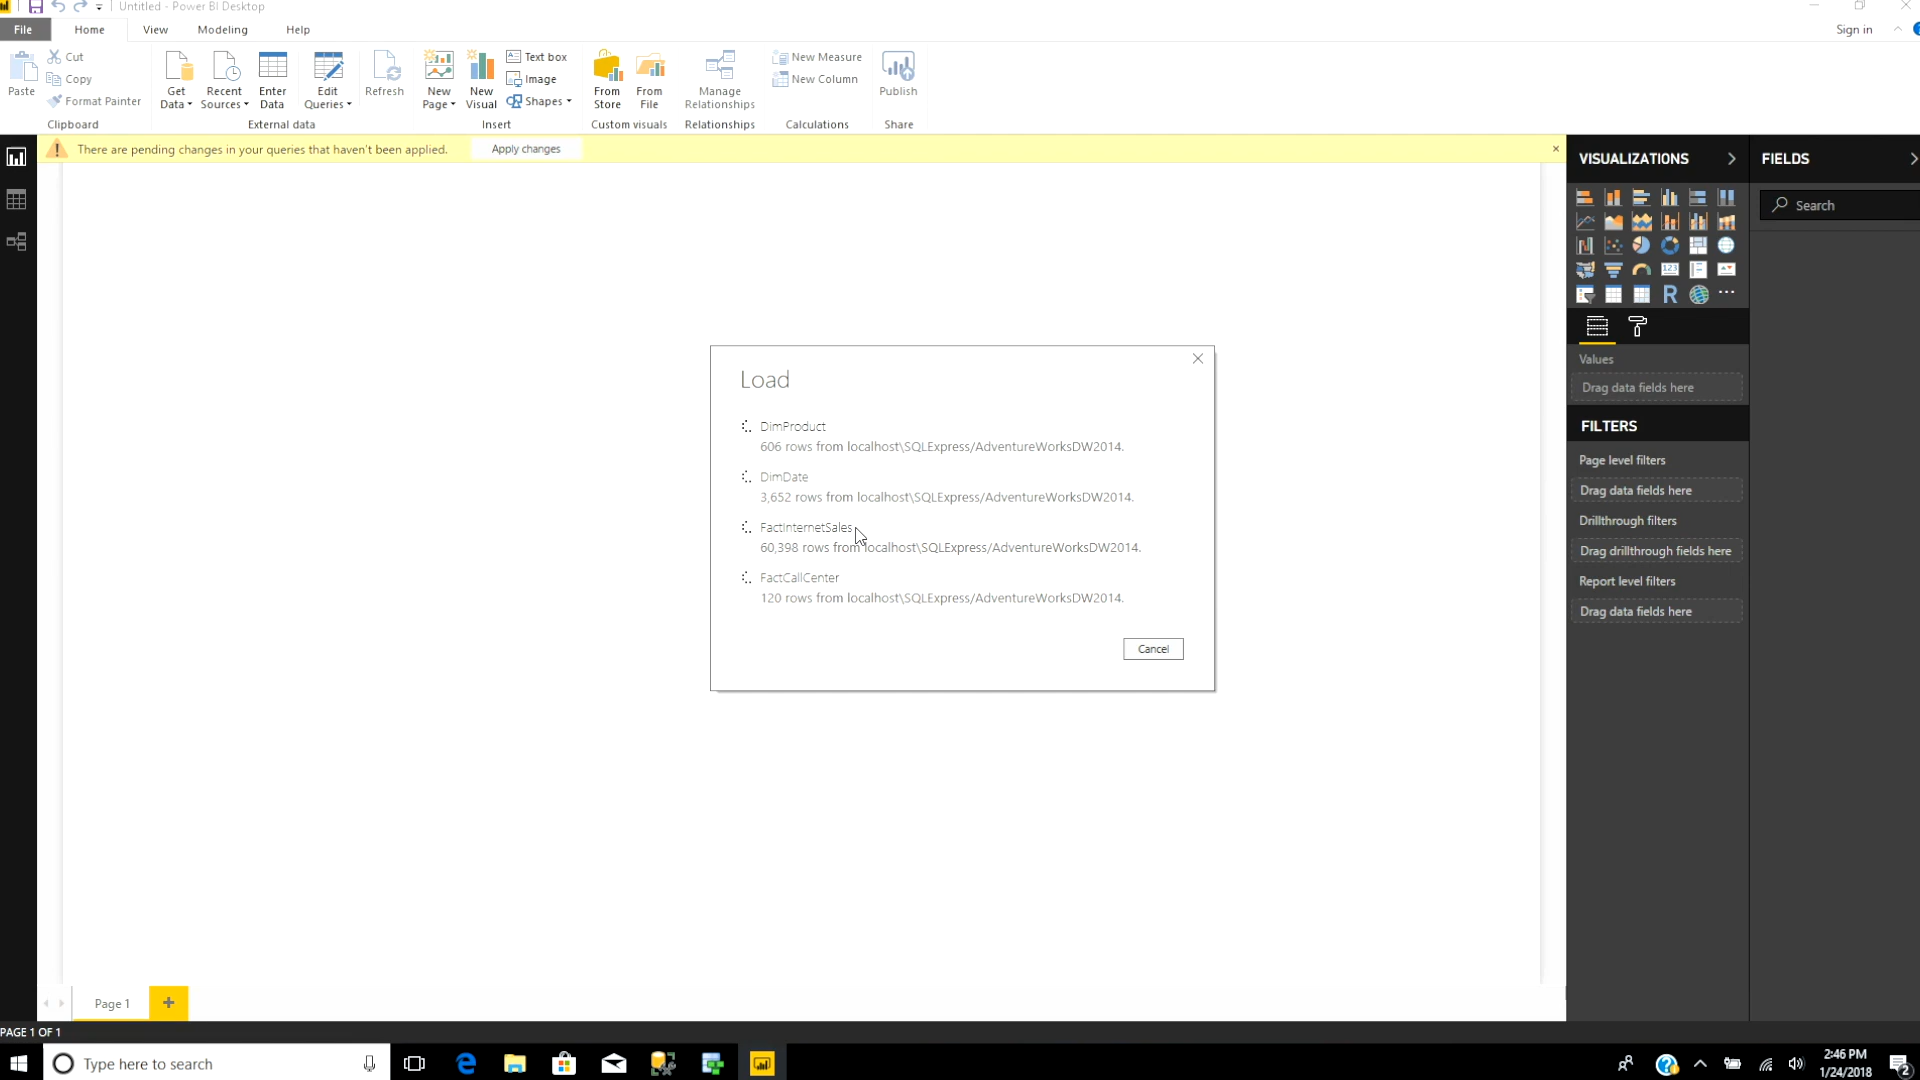 Untitled - Power BI Desktop
File Home View Modeling Help Sign in
Paste Cut Copy Format Painter
Get Data Recent Sources Enter Data Edit Queries Refresh
New Page New Visual Text box Image Shapes
From Store From File Manage Relationships
New Measure New Column Publish
Clipboard External data Insert Custom visuals Relationships Calculations Share
There are pending changes in your queries that haven't been applied. Apply changes
VISUALIZATIONS FIELDS
Search
123
R
Values
Drag data fields here
FILTERS
Page level filters
Drag data fields here
Drillthrough filters
Drag drillthrough fields here
Report level filters
Drag data fields here
Load
DimProduct
606 rows from localhost\SQLExpress/AdventureWorksDW2014.
DimDate
3,652 rows from localhost\SQLExpress/AdventureWorksDW2014.
FactInternetSales
60,398 rows from localhost\SQLExpress/AdventureWorksDW2014.
FactCallCenter
120 rows from localhost\SQLExpress/AdventureWorksDW2014.
Cancel
Page 1
PAGE 1 OF 1
Type here to search
2:46 PM
1/24/2018
2